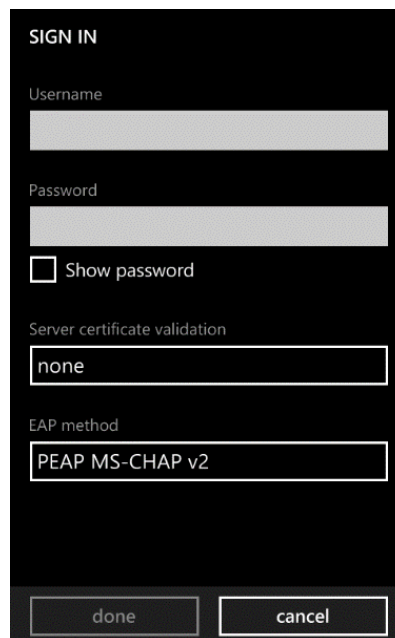 SIGN IN
Username
Password
Show password
Server certificate validation
none
EAP method
PEAP MS-CHAP v2
done
cancel